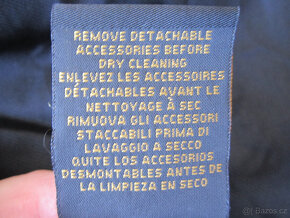 REMOVE DETACHABLE
ACCESSORIES BEFORE
DRY CLEANING
ENLEVEZ LES ACCESSOIRES
DÉTACHABLES AVANT LE
NETTOYAGE À SEC
RIMUOVA GLI ACCESSORI
STACCABILI PRIMA DI
LAVAGGIO A SECCO
QUITE LOS ACCESORIOS
DESMONTABLES ANTES DE
LA LIMPIEZA EN SECO